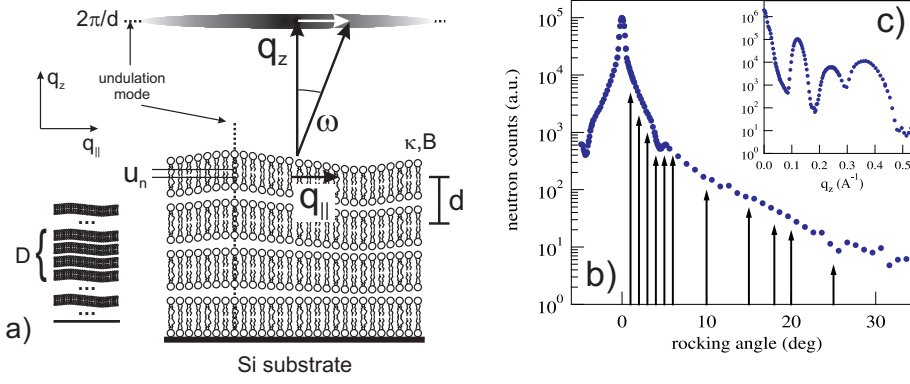 2π/d
q_z
undulation mode
q_z
q_||
ω
κ,B
u_n
q_||
d
D
a)
Si substrate
neutron counts (a.u.)
10^5
10^4
10^3
10^2
10^1
10^0
0
10
20
30
rocking angle (deg)
b)
c)
10^6
10^5
10^4
10^3
10^2
10^1
10^0
0.0
0.1
0.2
0.3
0.4
0.5
q_z (A^-1)